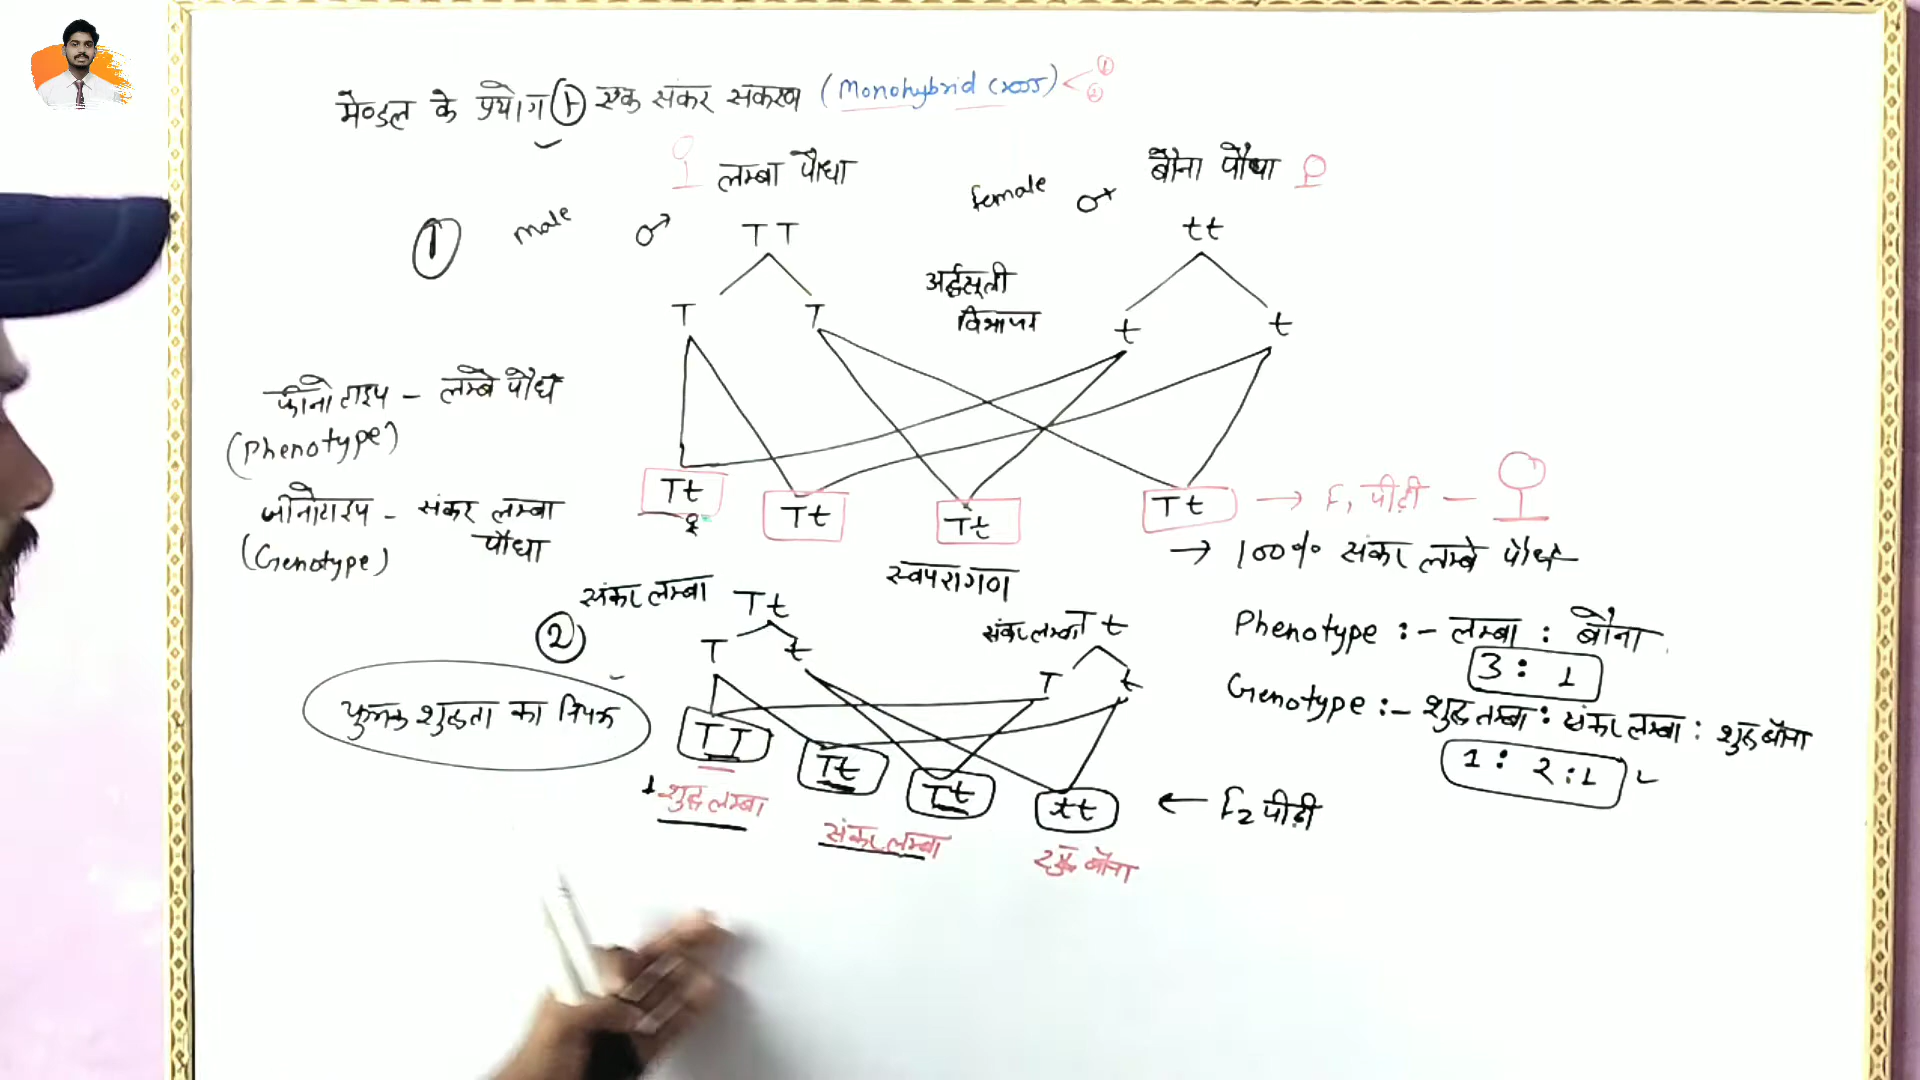 मेण्डल के प्रयोग ① एक संकर सकरण (Monohybrid Cross) ① ②
लम्बा पौधा
बौना पौधा
① male ♂ TT
female tt
T T t t
अर्द्धसूत्री
विभाजन
फीनोटाइप - लम्बे पौधे
(Phenotype)
जीनोटाइप - संकर लम्बा
पौधा
(Genotype)
Tt Tt Tt Tt → F₁ पीढ़ी -
→ 100% संकर लम्बे पौधे
स्वपरागण
② संकर लम्बा Tt
संकर लम्बा Tt
T t T t
Phenotype :- लम्बा : बौना
3 : 1
Genotype :- शुद्ध लम्बा : संकर लम्बा : शुद्ध बौना
1 : 2 : 1
युग्मक शुद्धता का नियम
TT Tt Tt tt ← F₂ पीढ़ी
शुद्ध लम्बा
संकर लम्बा
शुद्ध बौना